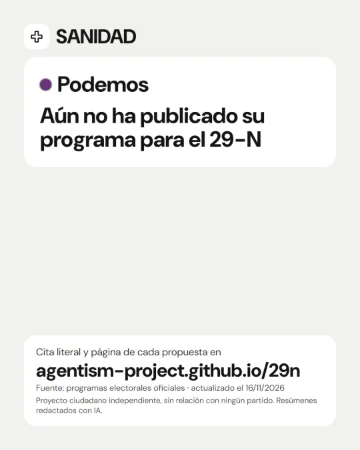 SANIDAD
Podemos
Aún no ha publicado su
programa para el 29-N
Cita literal y página de cada propuesta en
agentism-project.github.io/29n
Fuente: programas electorales oficiales · actualizado el 16/11/2026
Proyecto ciudadano independiente, sin relación con ningún partido. Resúmenes
redactados con IA.